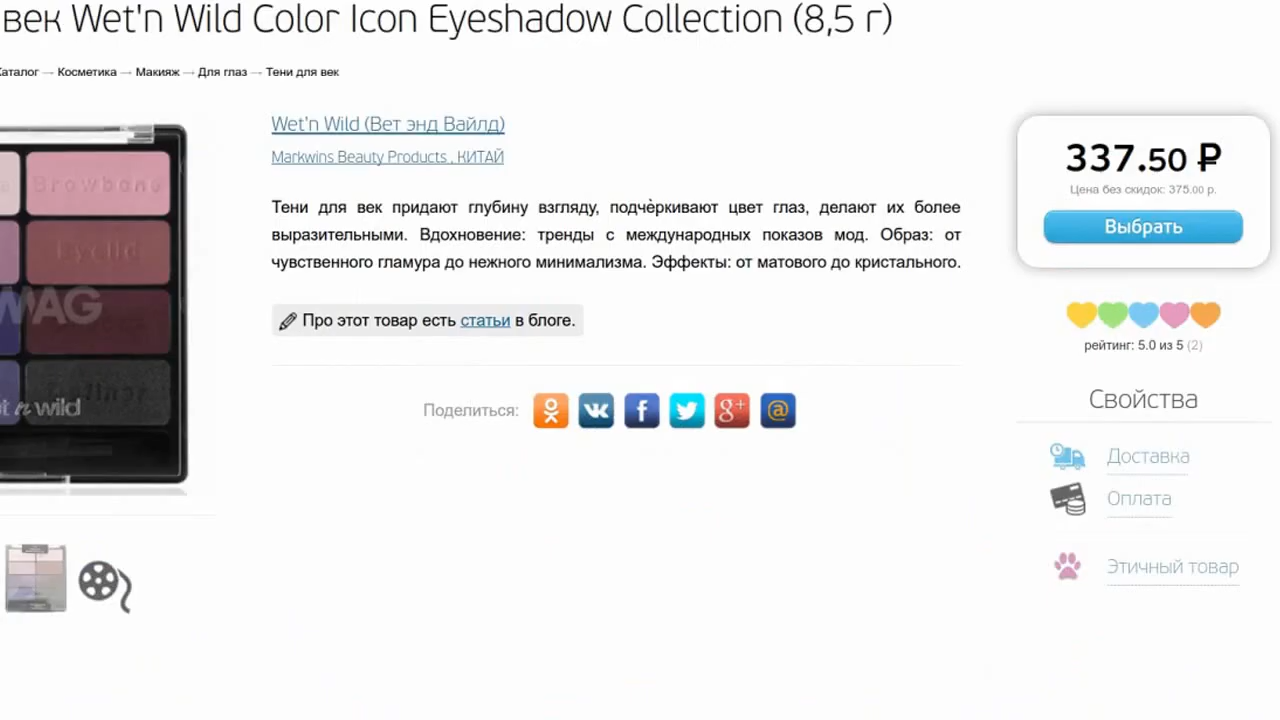 век Wet'n Wild Color Icon Eyeshadow Collection (8,5 г)
Каталог → Косметика → Макияж → Для глаз → Тени для век
Wet'n Wild (Вет энд Вайлд)
Markwins Beauty Products , КИТАЙ
Тени для век придают глубину взгляду, подчёркивают цвет глаз, делают их более
выразительными. Вдохновение: тренды с международных показов мод. Образ: от
чувственного гламура до нежного минимализма. Эффекты: от матового до кристального.
Про этот товар есть статьи в блоге.
Поделиться:
337.50 ₽
Цена без скидок: 375.00 р.
Выбрать
рейтинг: 5.0 из 5 (2)
Свойства
Доставка
Оплата
Этичный товар
Browbone
Eyelid
MAG
Eyeliner
t n wild